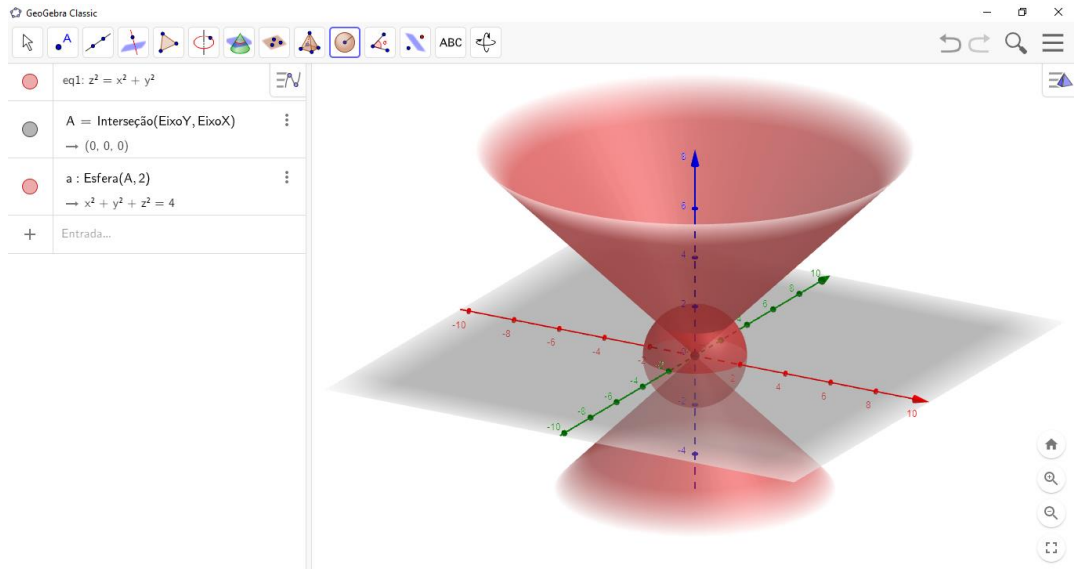 GeoGebra Classic
A
ABC
eq1: z² = x² + y²
A = Interseção(EixoY, EixoX)
→ (0, 0, 0)
a : Esfera(A, 2)
→ x² + y² + z² = 4
+ Entrada...
8
6
4
2
-2
-4
-10
-8
-6
-4
2
4
6
8
10
10
8
6
4
-4
-6
-8
-10